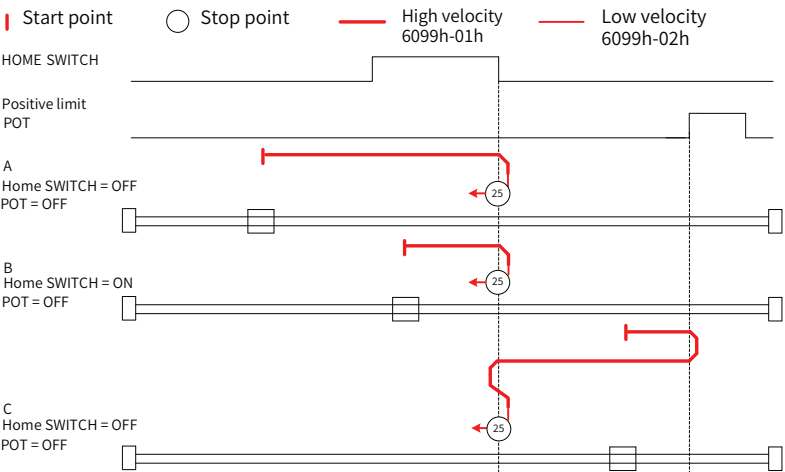 Start point
Stop point
High velocity
6099h-01h
Low velocity
6099h-02h
HOME SWITCH
Positive limit
POT
A
Home SWITCH = OFF
POT = OFF
25
B
Home SWITCH = ON
POT = OFF
25
C
Home SWITCH = OFF
POT = OFF
25